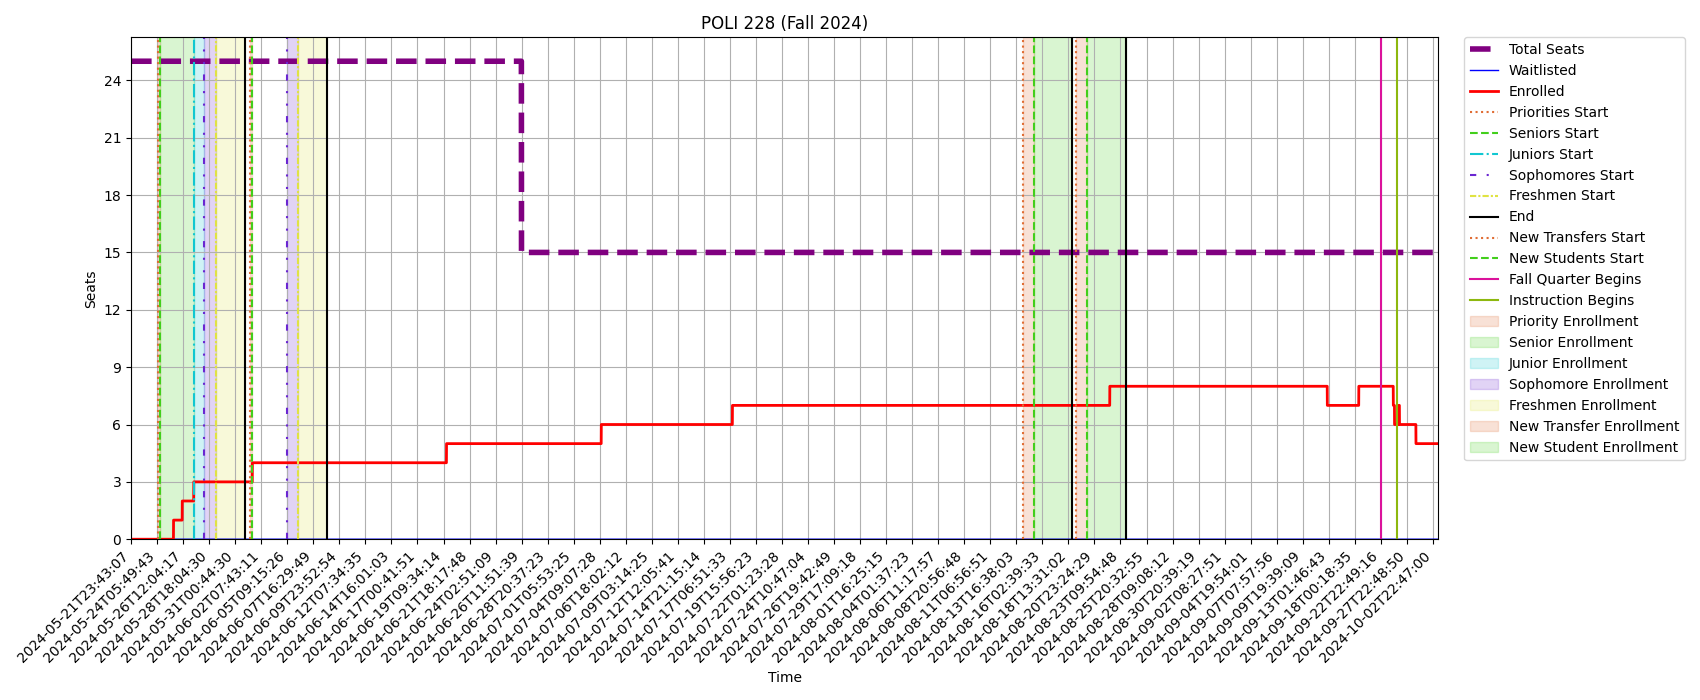 POLI 228 (Fall 2024)
Seats
24
21
18
15
12
9
6
3
0
2024-05-21T23:43:07
2024-05-24T05:49:43
2024-05-26T12:04:17
2024-05-28T18:04:30
2024-05-31T00:44:30
2024-06-02T07:43:11
2024-06-05T09:15:26
2024-06-07T16:29:49
2024-06-09T23:52:54
2024-06-12T07:34:35
2024-06-14T16:01:03
2024-06-17T00:41:51
2024-06-19T09:34:14
2024-06-21T18:17:48
2024-06-24T02:51:09
2024-06-26T11:51:39
2024-06-28T20:37:23
2024-07-01T05:53:25
2024-07-04T09:07:28
2024-07-06T18:02:12
2024-07-09T03:14:25
2024-07-12T12:05:41
2024-07-14T21:15:14
2024-07-17T06:51:33
2024-07-19T15:56:23
2024-07-22T01:23:28
2024-07-24T10:47:04
2024-07-26T19:42:49
2024-07-29T17:09:18
2024-08-01T16:25:15
2024-08-04T01:37:23
2024-08-06T11:17:57
2024-08-08T20:56:48
2024-08-11T06:56:51
2024-08-13T16:38:03
2024-08-16T02:39:33
2024-08-18T13:31:02
2024-08-20T23:24:29
2024-08-23T09:54:48
2024-08-25T20:32:55
2024-08-28T09:08:12
2024-08-30T20:39:19
2024-09-02T08:27:51
2024-09-04T19:54:01
2024-09-07T07:57:56
2024-09-09T19:39:09
2024-09-13T01:46:43
2024-09-18T00:18:35
2024-09-22T22:49:16
2024-09-27T22:48:50
2024-10-02T22:47:00
Time
Total Seats
Waitlisted
Enrolled
Priorities Start
Seniors Start
Juniors Start
Sophomores Start
Freshmen Start
End
New Transfers Start
New Students Start
Fall Quarter Begins
Instruction Begins
Priority Enrollment
Senior Enrollment
Junior Enrollment
Sophomore Enrollment
Freshmen Enrollment
New Transfer Enrollment
New Student Enrollment